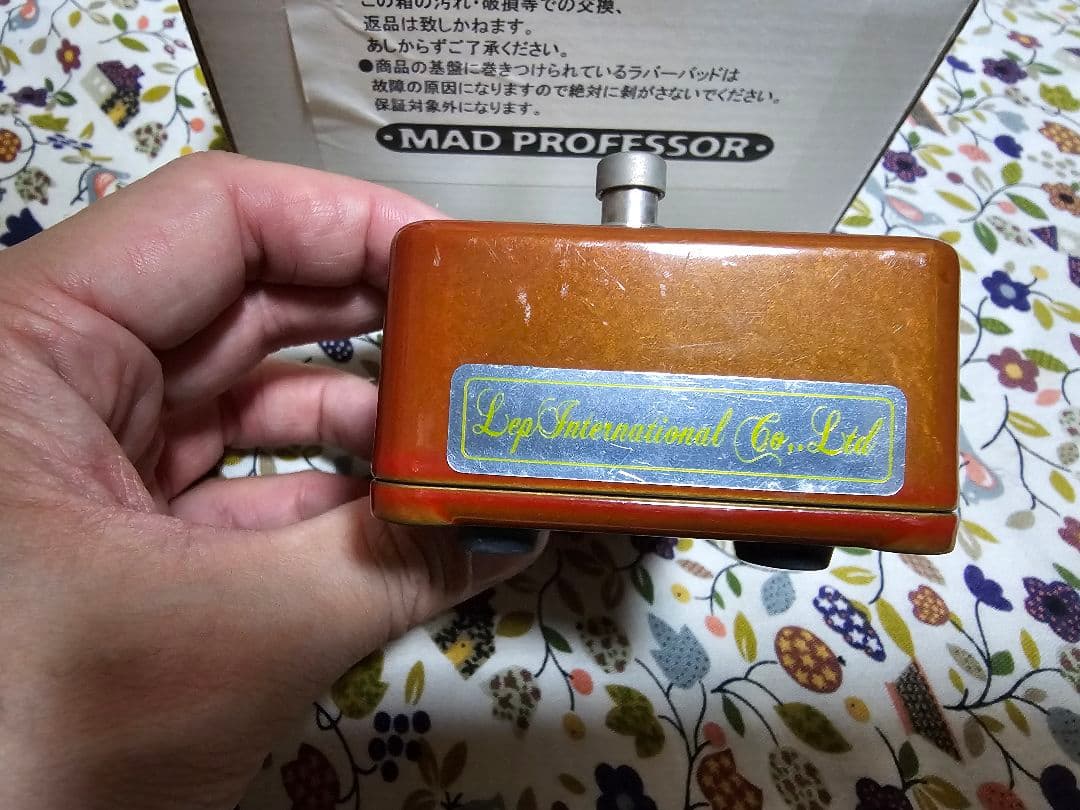 この箱の汚れ・破損等での交換、
返品は致しかねます。
あしからずご了承ください。
●商品の基盤に巻きつけられているラバーバッドは
故障の原因になりますので絶対に剥がさないでください。
保証対象外になります。
・MAD PROFESSOR・
Lep International Co,.Ltd